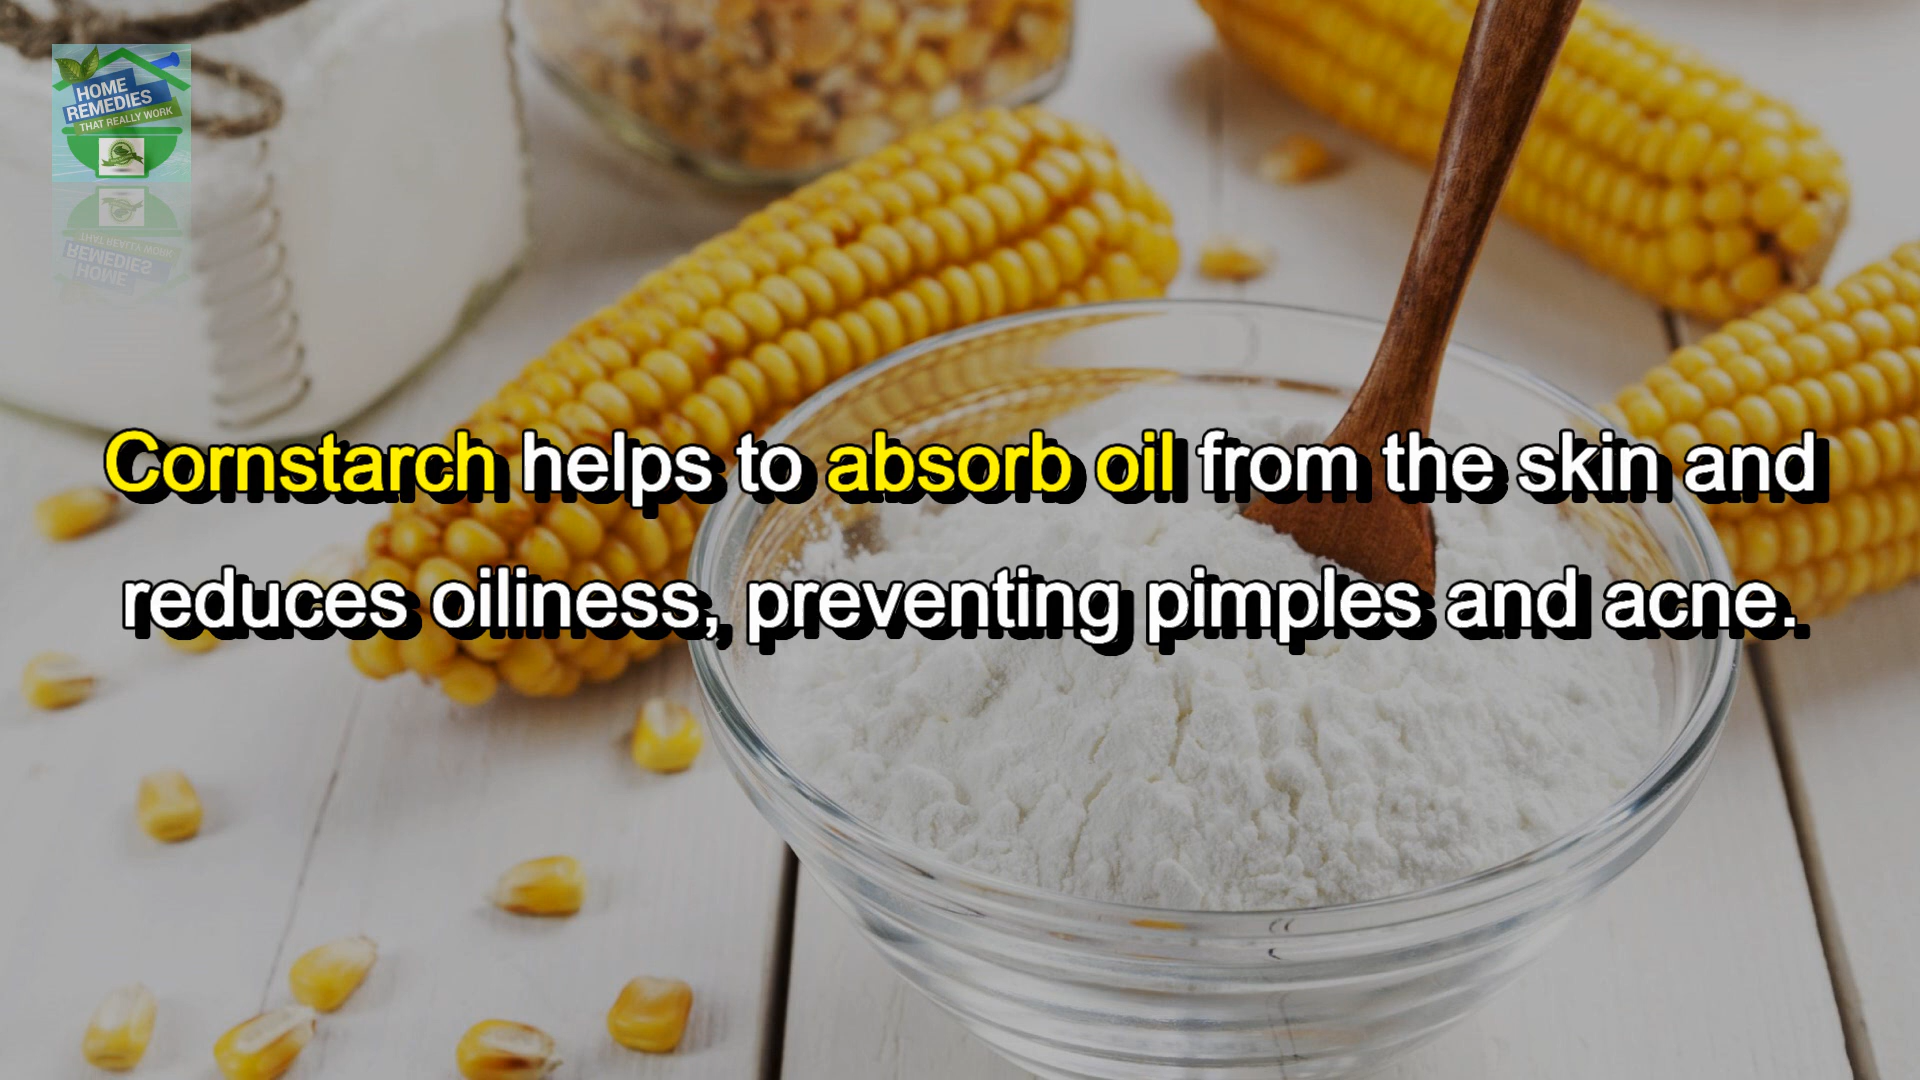 HOME
REMEDIES
THAT REALLY WORK
Cornstarch helps to absorb oil from the skin and
reduces oiliness, preventing pimples and acne.